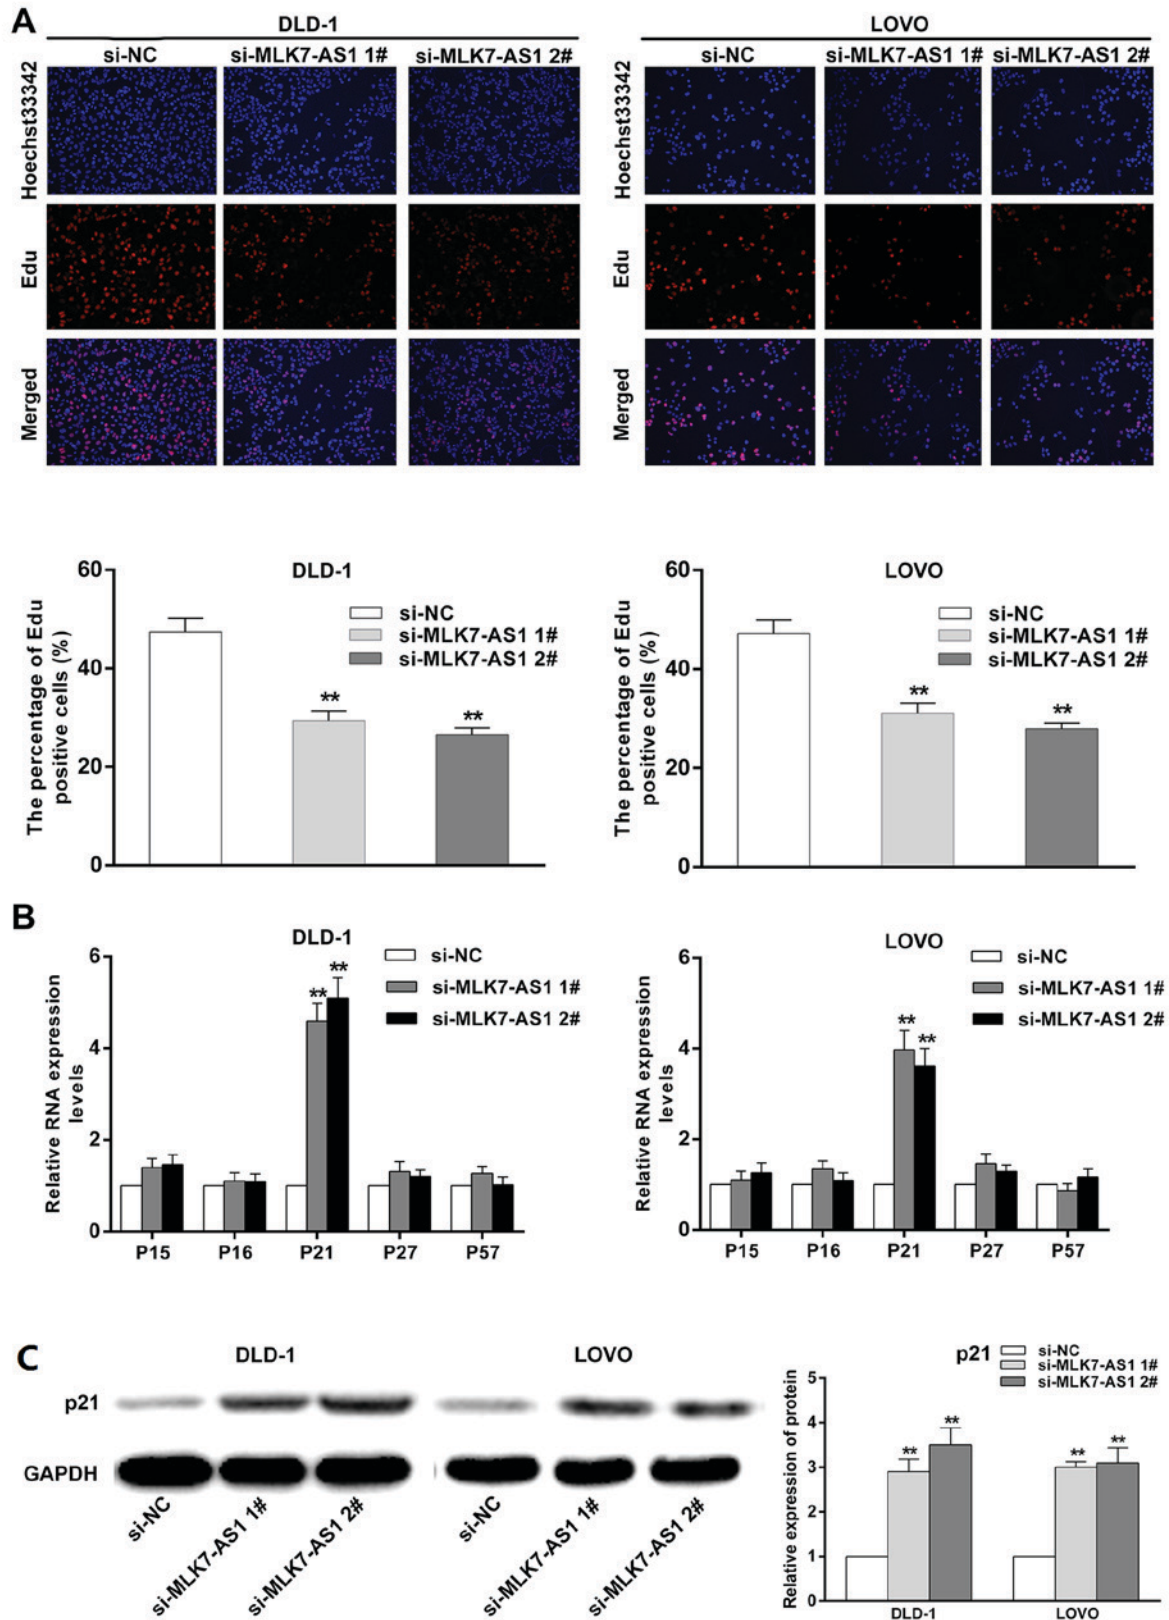 A
DLD-1
LOVO
si-NC si-MLK7-AS1 1# si-MLK7-AS1 2#
si-NC si-MLK7-AS1 1# si-MLK7-AS1 2#
Hoechst33342
Hoechst33342
Edu
Edu
Merged
Merged
DLD-1
60
40
20
0
The percentage of Edu
positive cells (%)
si-NC
si-MLK7-AS1 1#
si-MLK7-AS1 2#
**
**
LOVO
60
40
20
0
The percentage of Edu
positive cells (%)
si-NC
si-MLK7-AS1 1#
si-MLK7-AS1 2#
**
**
B
DLD-1
6
4
2
0
Relative RNA expression
levels
si-NC
si-MLK7-AS1 1#
si-MLK7-AS1 2#
** **
P15 P16 P21 P27 P57
LOVO
6
4
2
0
Relative RNA expression
levels
si-NC
si-MLK7-AS1 1#
si-MLK7-AS1 2#
** **
P15 P16 P21 P27 P57
C
DLD-1
LOVO
p21
GAPDH
si-NC
si-MLK7-AS1 1#
si-MLK7-AS1 2#
si-NC
si-MLK7-AS1 1#
si-MLK7-AS1 2#
p21
si-NC
si-MLK7-AS1 1#
si-MLK7-AS1 2#
Relative expression of protein
5
4
3
2
1
0
** **
** **
DLD-1 LOVO